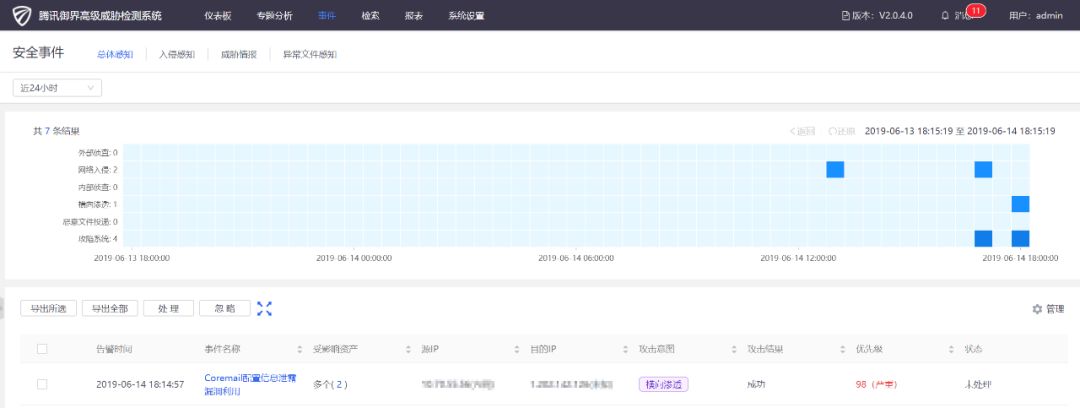 腾讯御界高级威胁检测系统 仪表板 专题分析 事件 检索 报表 系统设置 版本：V2.0.4.0 11 用户：admin
安全事件 总体感知 入侵感知 威胁情报 异常文件感知
近24小时
共 7 条结果 返回 还原 2019-06-13 18:15:19 至 2019-06-14 18:15:19
外部侦查: 0
网络入侵: 2
内部侦查: 0
横向渗透: 1
恶意文件投递: 0
攻陷系统: 4
2019-06-13 18:00:00 2019-06-14 00:00:00 2019-06-14 06:00:00 2019-06-14 12:00:00 2019-06-14 18:00:00
导出所选 导出全部 处 理 忽 略 管理
告警时间 事件名称 受影响资产 源IP 目的IP 攻击意图 攻击结果 优先级 状态
2019-06-14 18:14:57 Coremail配置信息泄露漏洞利用 多个( 2 ) 横向渗透 成功 98（严重） 未处理